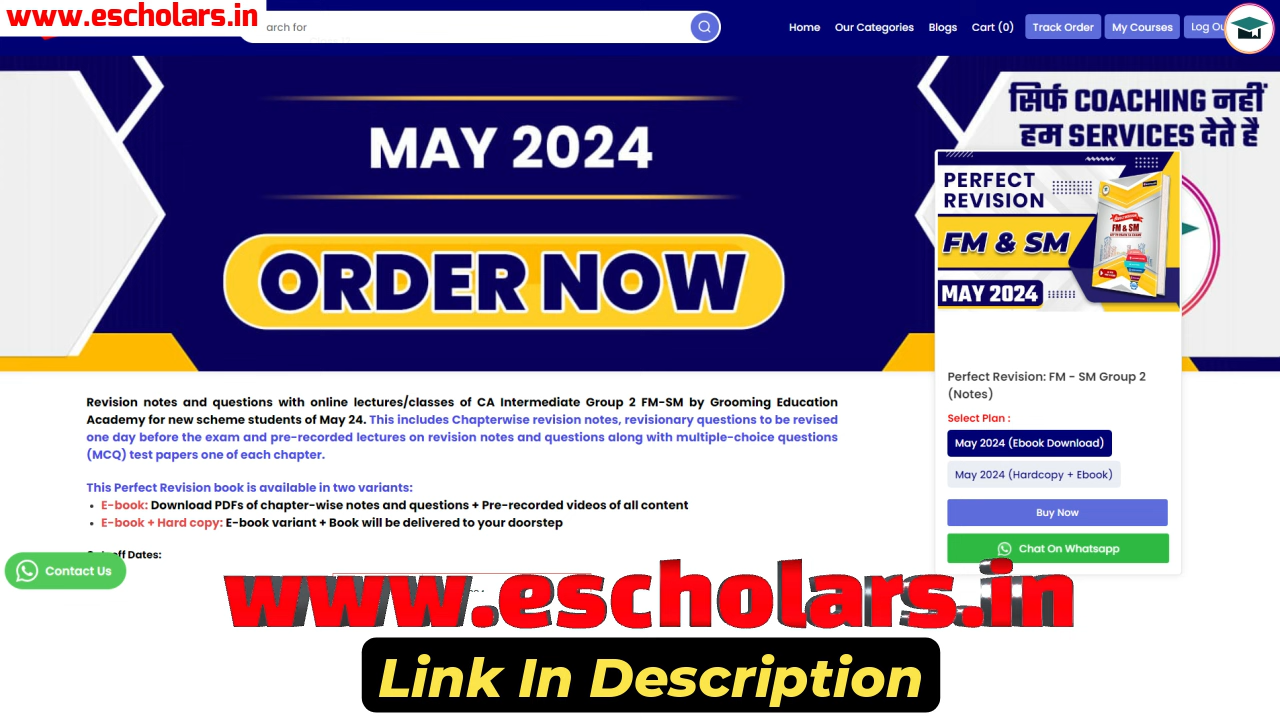 www.escholars.in
arch for
Home Our Categories Blogs Cart (0) Track Order My Courses Log Ou
MAY 2024
ORDER NOW
सिर्फ COACHING नहीं
हम SERVICES देते है
PERFECT
REVISION
FM & SM
MAY 2024
FM & SM
Perfect Revision: FM - SM Group 2
(Notes)
Select Plan :
May 2024 (Ebook Download)
May 2024 (Hardcopy + Ebook)
Buy Now
Chat On Whatsapp
Revision notes and questions with online lectures/classes of CA Intermediate Group 2 FM-SM by Grooming Education
Academy for new scheme students of May 24. This includes Chapterwise revision notes, revisionary questions to be revised
one day before the exam and pre-recorded lectures on revision notes and questions along with multiple-choice questions
(MCQ) test papers one of each chapter.
This Perfect Revision book is available in two variants:
• E-book: Download PDFs of chapter-wise notes and questions + Pre-recorded videos of all content
• E-book + Hard copy: E-book variant + Book will be delivered to your doorstep
ff Dates:
Contact Us
www.escholars.in
Link In Description